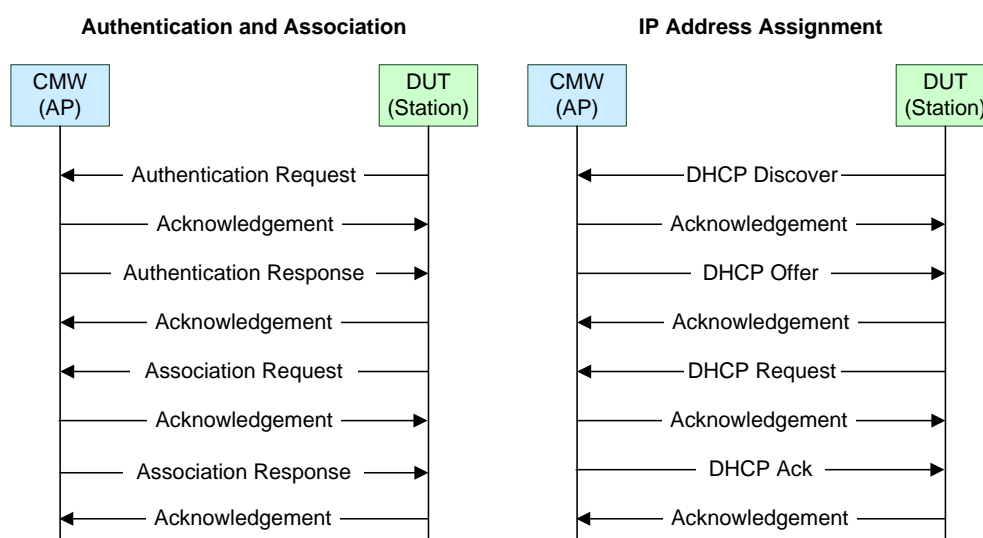 Authentication and Association
CMW
(AP)
DUT
(Station)
Authentication Request
Acknowledgement
Authentication Response
Acknowledgement
Association Request
Acknowledgement
Association Response
Acknowledgement
IP Address Assignment
CMW
(AP)
DUT
(Station)
DHCP Discover
Acknowledgement
DHCP Offer
Acknowledgement
DHCP Request
Acknowledgement
DHCP Ack
Acknowledgement